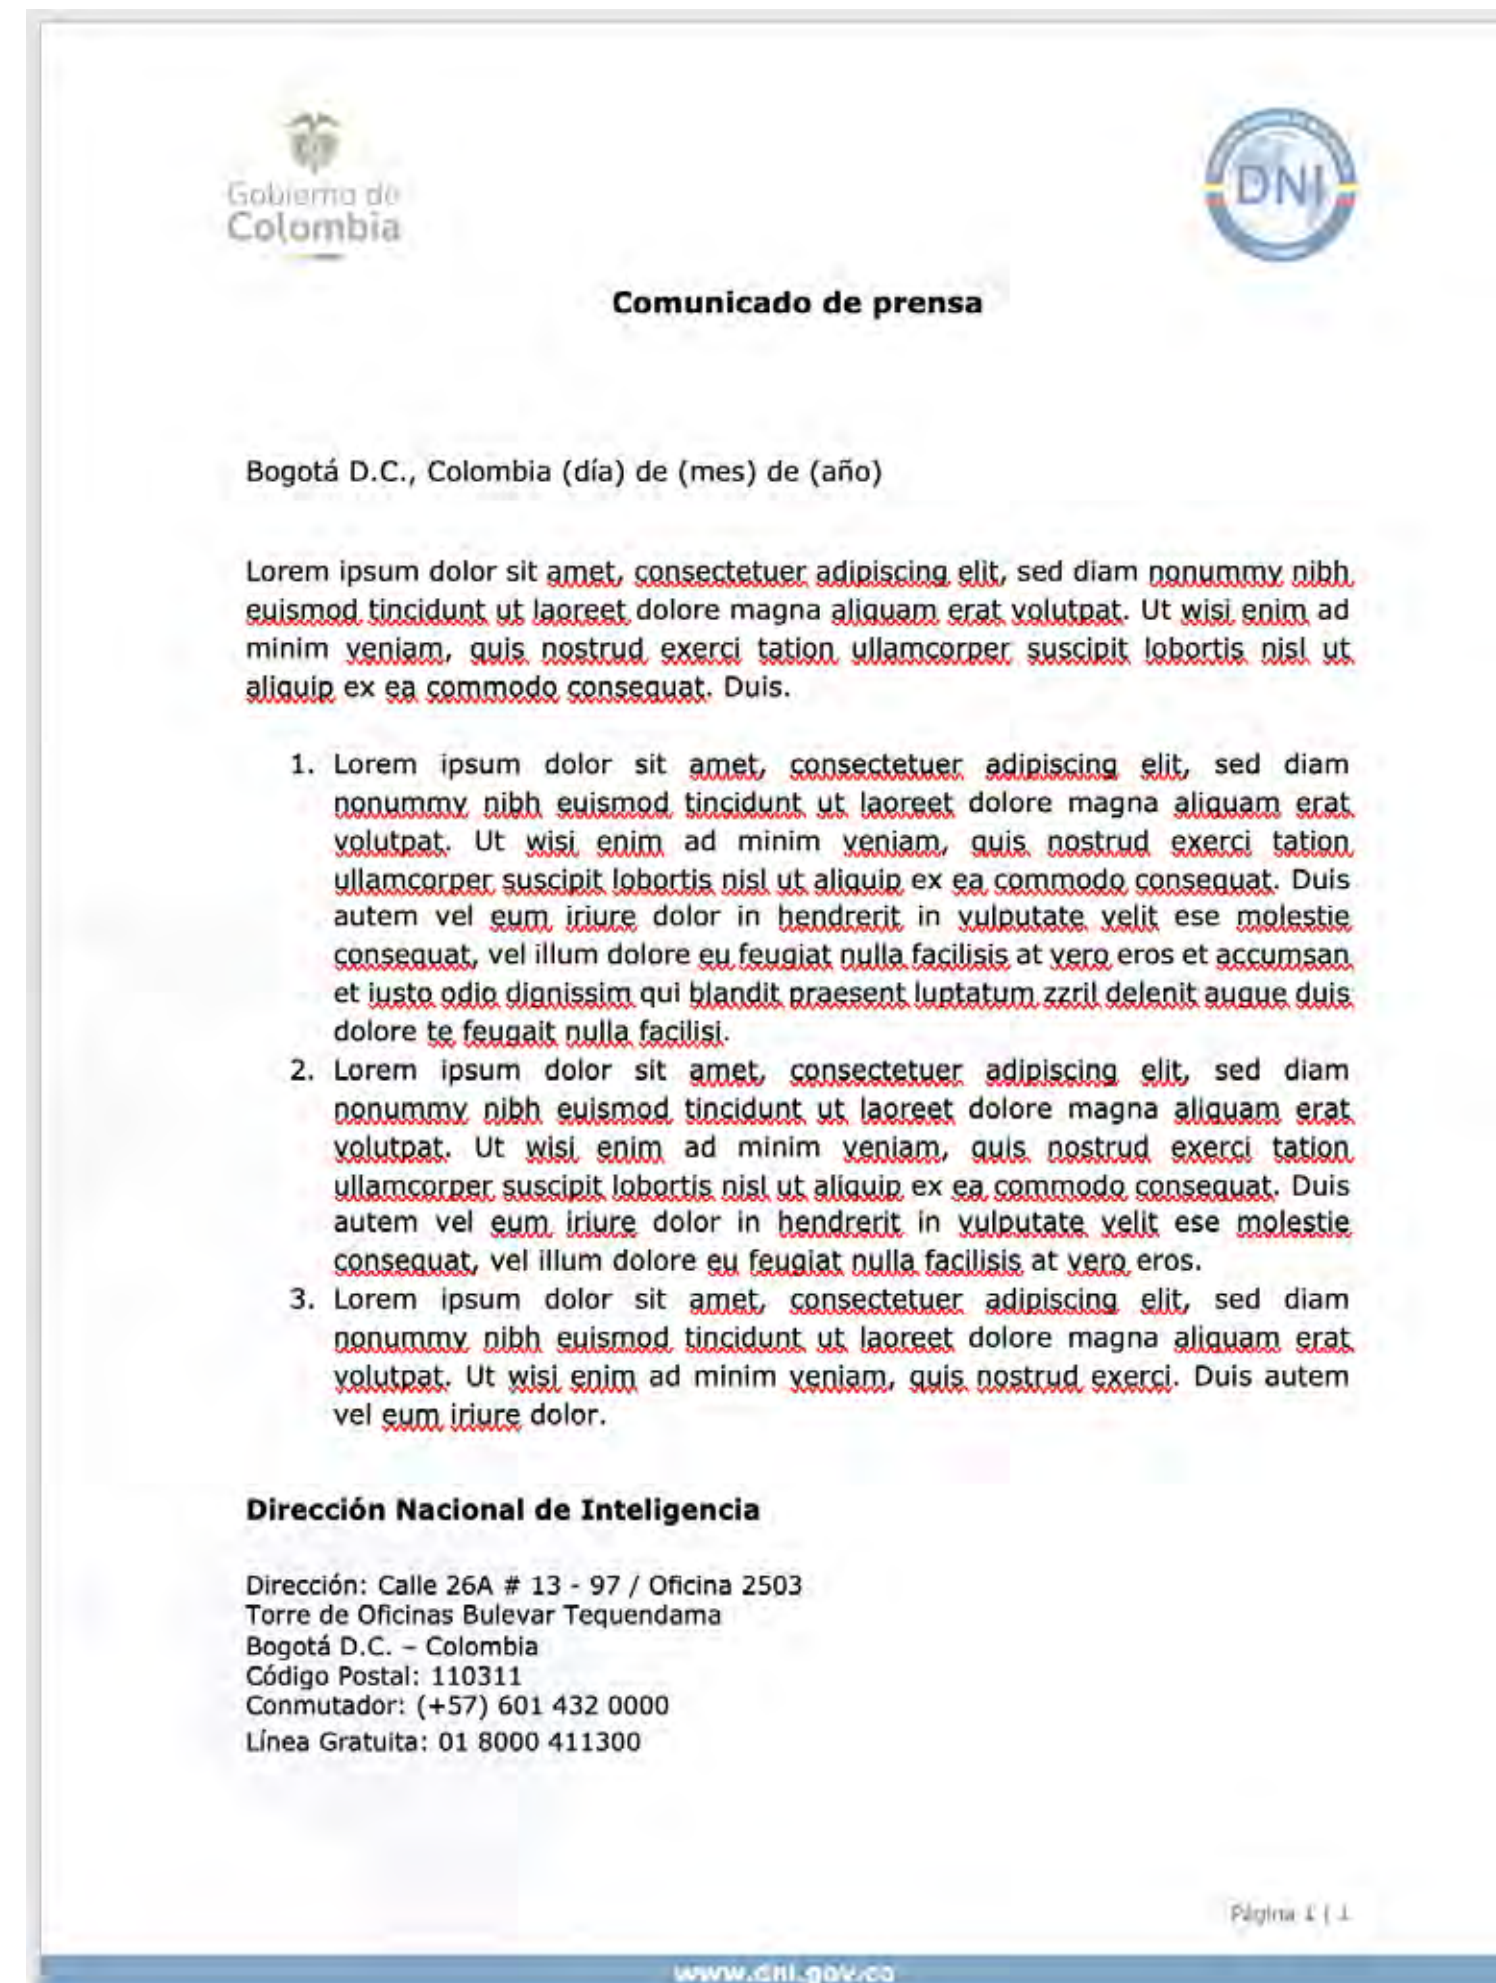 Gobierno de
Colombia
DNI
Comunicado de prensa
Bogotá D.C., Colombia (día) de (mes) de (año)
Lorem ipsum dolor sit amet, consectetuer adipiscing elit, sed diam nonummy nibh
euismod tincidunt ut laoreet dolore magna aliquam erat volutpat. Ut wisi enim ad
minim veniam, quis nostrud exerci tation ullamcorper suscipit lobortis nisl ut
aliquip ex ea commodo consequat. Duis.
1. Lorem ipsum dolor sit amet, consectetuer adipiscing elit, sed diam
nonummy nibh euismod tincidunt ut laoreet dolore magna aliquam erat
volutpat. Ut wisi enim ad minim veniam, quis nostrud exerci tation
ullamcorper suscipit lobortis nisl ut aliquip ex ea commodo consequat. Duis
autem vel eum iriure dolor in hendrerit in vulputate velit ese molestie
consequat, vel illum dolore eu feugiat nulla facilisis at vero eros et accumsan
et iusto odio dignissim qui blandit praesent luptatum zzril delenit augue duis
dolore te feugait nulla facilisi.
2. Lorem ipsum dolor sit amet, consectetuer adipiscing elit, sed diam
nonummy nibh euismod tincidunt ut laoreet dolore magna aliquam erat
volutpat. Ut wisi enim ad minim veniam, quis nostrud exerci tation
ullamcorper suscipit lobortis nisl ut aliquip ex ea commodo consequat. Duis
autem vel eum iriure dolor in hendrerit in vulputate velit ese molestie
consequat, vel illum dolore eu feugiat nulla facilisis at vero eros.
3. Lorem ipsum dolor sit amet, consectetuer adipiscing elit, sed diam
nonummy nibh euismod tincidunt ut laoreet dolore magna aliquam erat
volutpat. Ut wisi enim ad minim veniam, quis nostrud exerci. Duis autem
vel eum iriure dolor.
Dirección Nacional de Inteligencia
Dirección: Calle 26A # 13 - 97 / Oficina 2503
Torre de Oficinas Bulevar Tequendama
Bogotá D.C. – Colombia
Código Postal: 110311
Conmutador: (+57) 601 432 0000
Línea Gratuita: 01 8000 411300
Página 1 | 1
www.dni.gov.co